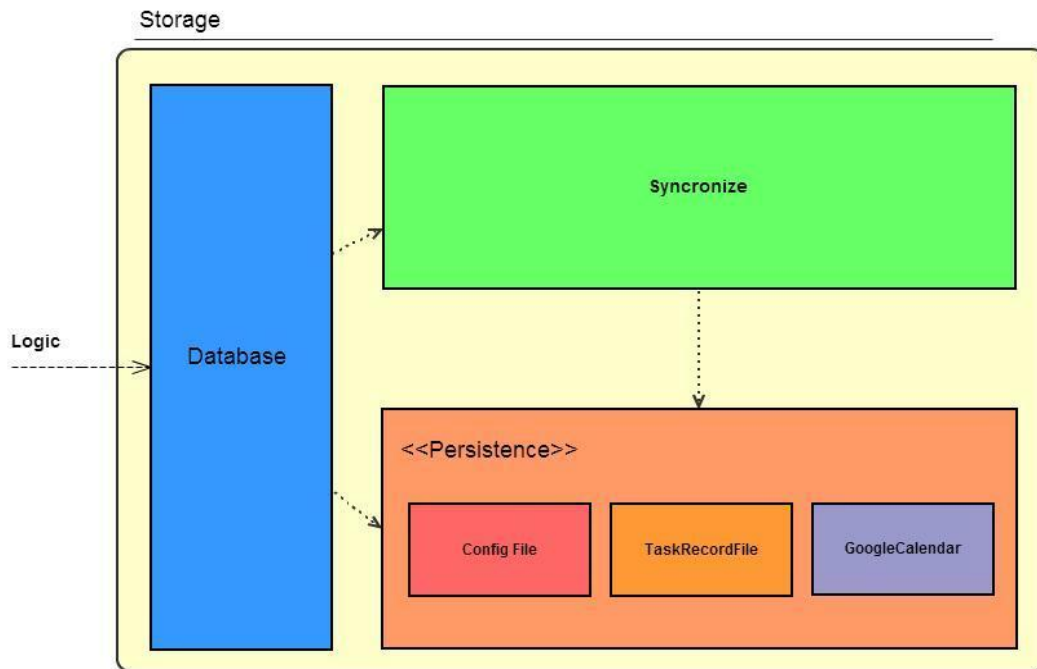 Storage
Syncronize
Logic
Database
<<Persistence>>
Config File
TaskRecordFile
GoogleCalendar